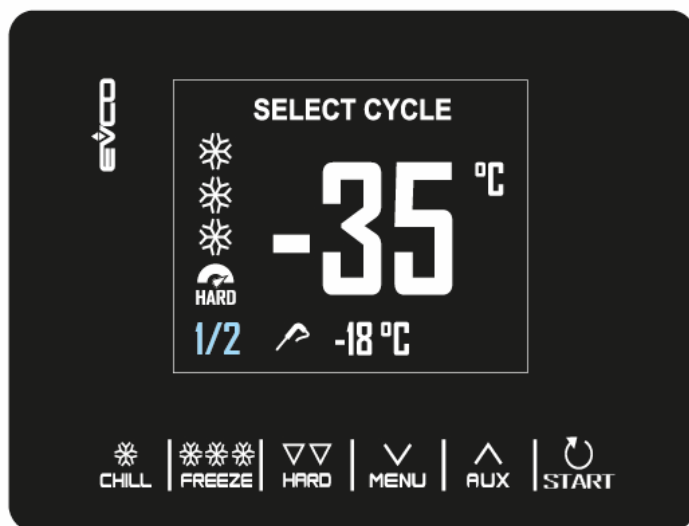 EVCO
SELECT CYCLE
-35 °C
HARD
1/2 -18 °C
CHILL FREEZE HARD MENU AUX START